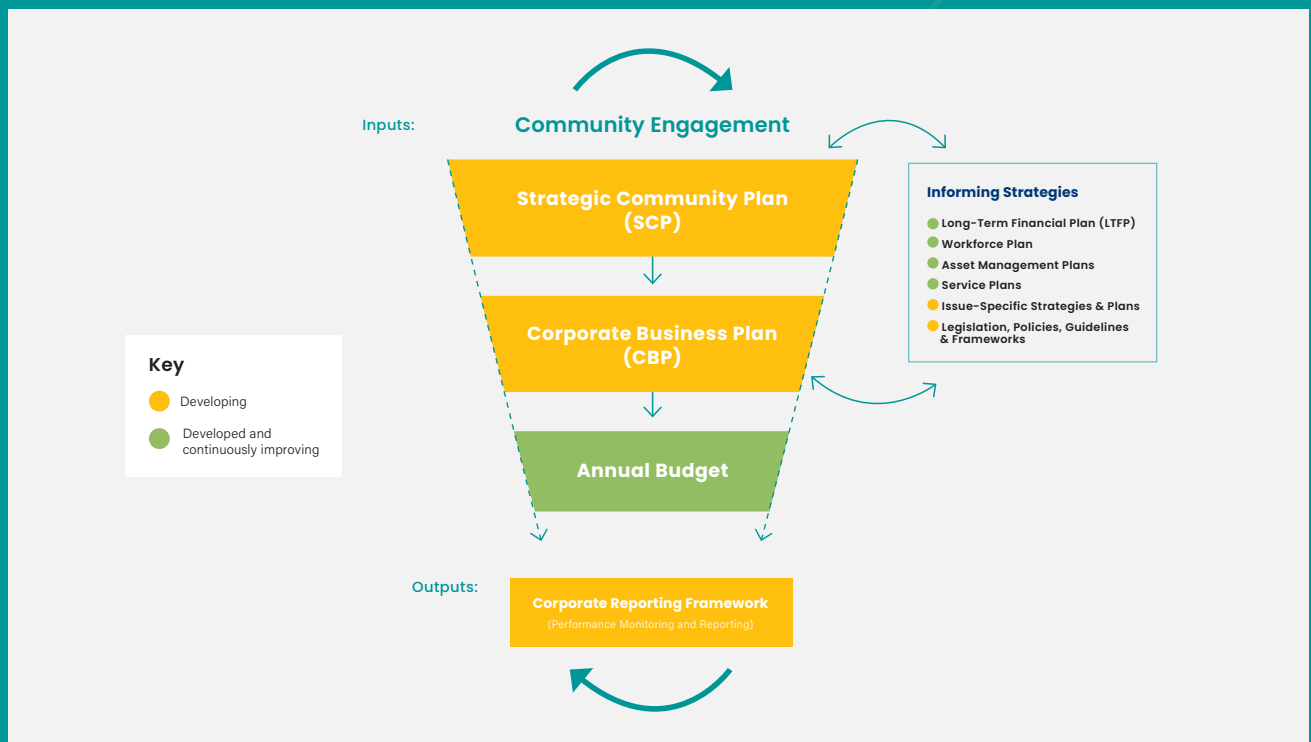 Inputs:
Community Engagement
Strategic Community Plan
(SCP)
Corporate Business Plan
(CBP)
Annual Budget
Informing Strategies
Long-Term Financial Plan (LTFP)
Workforce Plan
Asset Management Plans
Service Plans
Issue-Specific Strategies & Plans
Legislation, Policies, Guidelines
& Frameworks
Key
Developing
Developed and
continuously improving
Outputs:
Corporate Reporting Framework
(Performance Monitoring and Reporting)